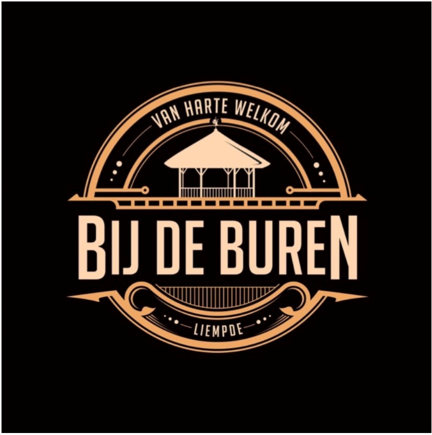 VAN HARTE WELKOM
BIJ DE BUREN
LIEMPDE